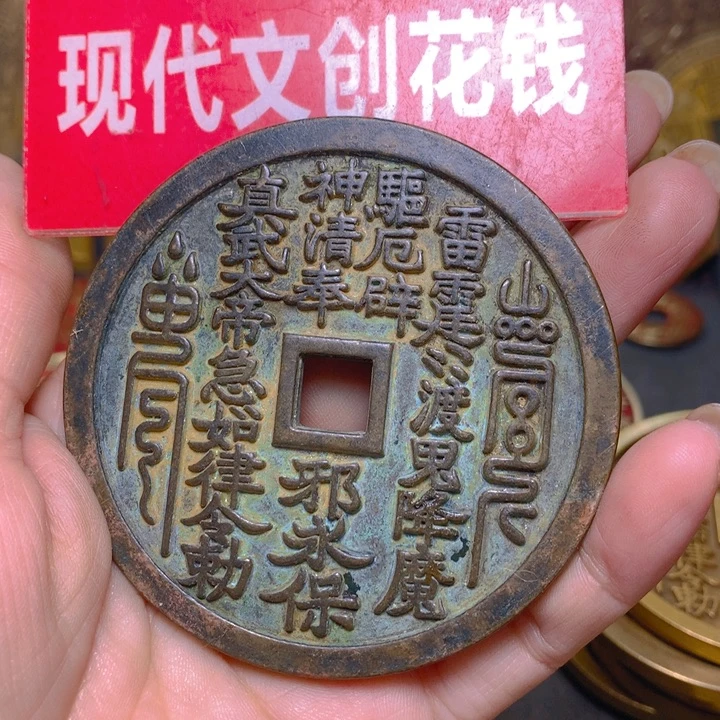 现代文创花钱
雷霆渡鬼降魔
驅厄辟
邪永保
神清奉
真武大帝急如律令勅